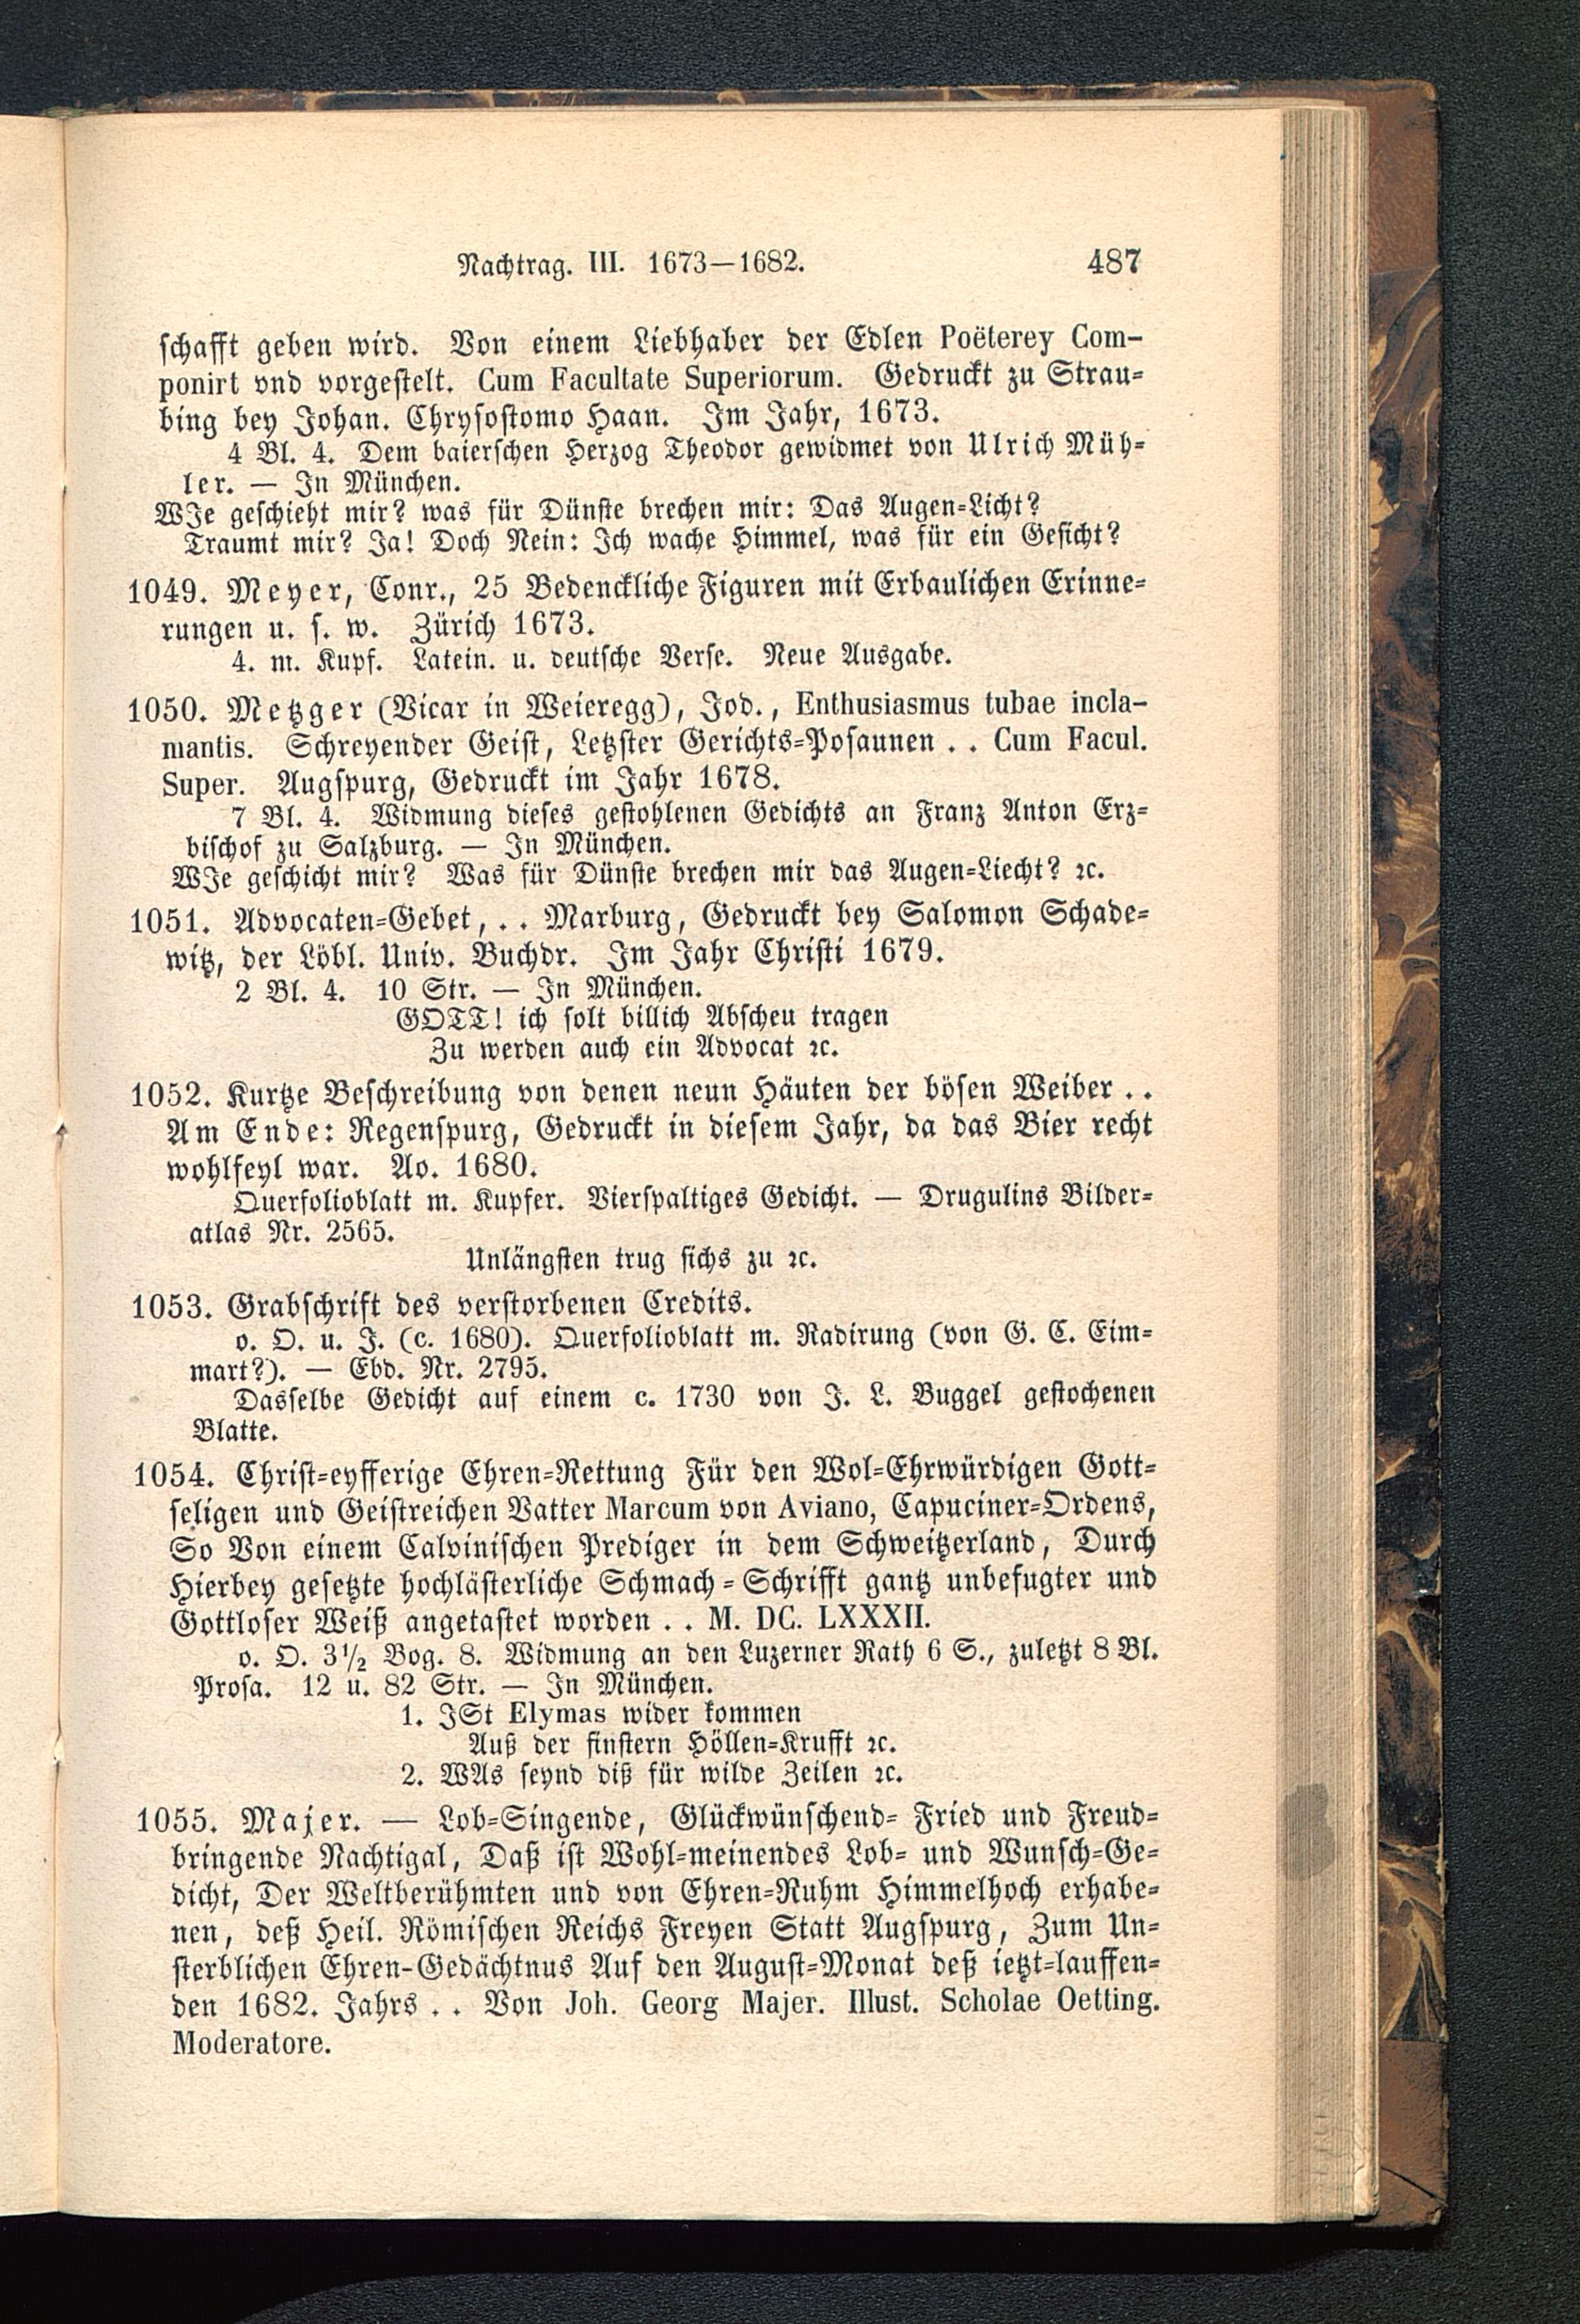 Nachtrag. III. 1673—1682. 487
schafft geben wird. Von einem Liebhaber der Edlen Poëterey Com-
ponirt vnd vorgestelt. Cum Facultate Superiorum. Gedruckt zu Strau-
bing bey Johan. Chrysostomo Haan. Im Jahr, 1673.
4 Bl. 4. Dem baierschen Herzog Theodor gewidmet von Ulrich Müh-
ler. — In München.
WJe geschieht mir? was für Dünste brechen mir: Das Augen-Licht?
Traumt mir? Ja! Doch Nein: Ich wache Himmel, was für ein Gesicht?
1049. Meyer, Conr., 25 Bedenckliche Figuren mit Erbaulichen Erinne-
rungen u. s. w. Zürich 1673.
4. m. Kupf. Latein. u. deutsche Verse. Neue Ausgabe.
1050. Metzger (Vicar in Weieregg), Jod., Enthusiasmus tubae incla-
mantis. Schreyender Geist, Letzster Gerichts-Posaunen . . Cum Facul.
Super. Augspurg, Gedruckt im Jahr 1678.
7 Bl. 4. Widmung dieses gestohlenen Gedichts an Franz Anton Erz-
bischof zu Salzburg. — In München.
WJe geschicht mir? Was für Dünste brechen mir das Augen-Liecht? ꝛc.
1051. Advocaten-Gebet, . . Marburg, Gedruckt bey Salomon Schade-
witz, der Löbl. Univ. Buchdr. Im Jahr Christi 1679.
2 Bl. 4. 10 Str. — In München.
GOTT! ich solt billich Abscheu tragen
Zu werden auch ein Advocat ꝛc.
1052. Kurtze Beschreibung von denen neun Häuten der bösen Weiber . .
Am Ende: Regenspurg, Gedruckt in diesem Jahr, da das Bier recht
wohlfeyl war. Ao. 1680.
Querfolioblatt m. Kupfer. Vierspaltiges Gedicht. — Drugulins Bilder-
atlas Nr. 2565.
Unlängsten trug sichs zu ꝛc.
1053. Grabschrift des verstorbenen Credits.
o. O. u. J. (c. 1680). Querfolioblatt m. Radirung (von G. C. Eim-
mart?). — Ebd. Nr. 2795.
Dasselbe Gedicht auf einem c. 1730 von J. L. Buggel gestochenen
Blatte.
1054. Christ-eyfferige Ehren-Rettung Für den Wol-Ehrwürdigen Gott-
seligen und Geistreichen Vatter Marcum von Aviano, Capuciner-Ordens,
So Von einem Calvinischen Prediger in dem Schweitzerland, Durch
Hierbey gesetzte hochlästerliche Schmach-Schrifft gantz unbefugter und
Gottloser Weiß angetastet worden . . M. DC. LXXXII.
o. O. 3½ Bog. 8. Widmung an den Luzerner Rath 6 S., zuletzt 8 Bl.
Prosa. 12 u. 82 Str. — In München.
1. JSt Elymas wider kommen
Auß der finstern Höllen-Krufft ꝛc.
2. WAs seynd diß für wilde Zeilen ꝛc.
1055. Majer. — Lob-Singende, Glückwünschend- Fried und Freud-
bringende Nachtigal, Daß ist Wohl-meinendes Lob- und Wunsch-Ge-
dicht, Der Weltberühmten und von Ehren-Ruhm Himmelhoch erhabe-
nen, deß Heil. Römischen Reichs Freyen Statt Augspurg, Zum Un-
sterblichen Ehren-Gedächtnus Auf den August-Monat deß ietzt-lauffen-
den 1682. Jahrs . . Von Joh. Georg Majer. Illust. Scholae Oetting.
Moderatore.